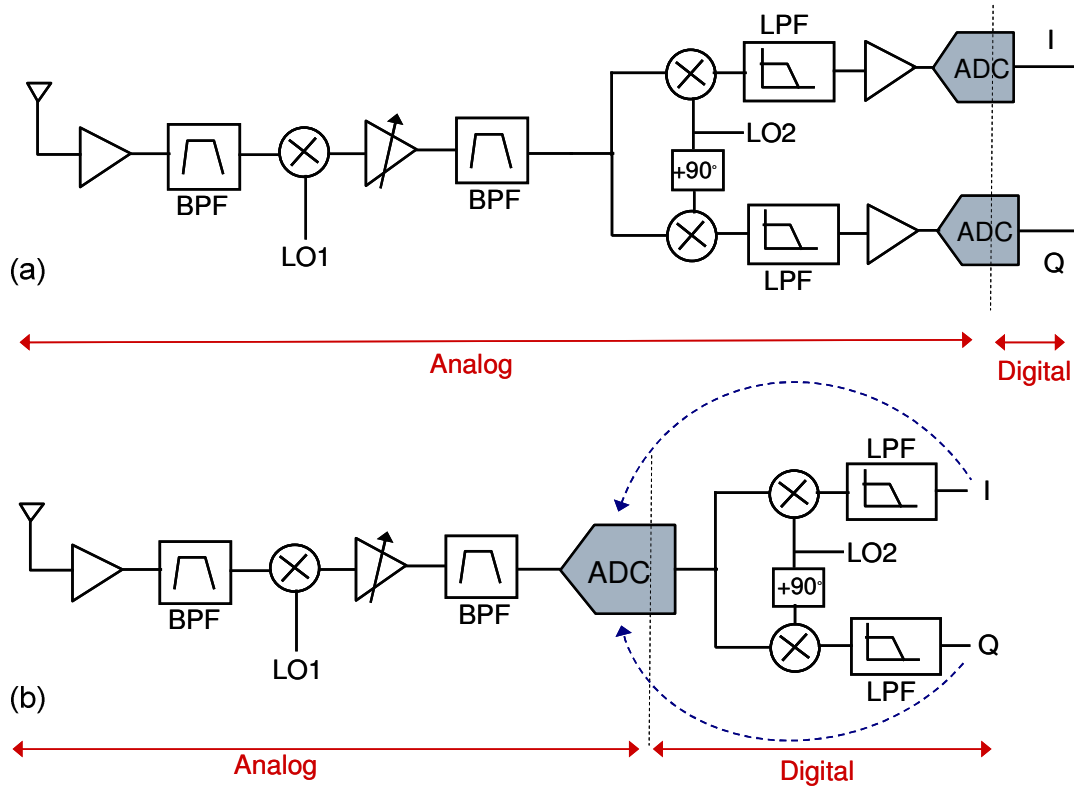 LPF
I
ADC
LO2
+90°
BPF
BPF
LO1
ADC
LPF
Q
(a)
Analog
Digital
LPF
I
ADC
LO2
+90°
BPF
BPF
LO1
Q
LPF
(b)
Analog
Digital